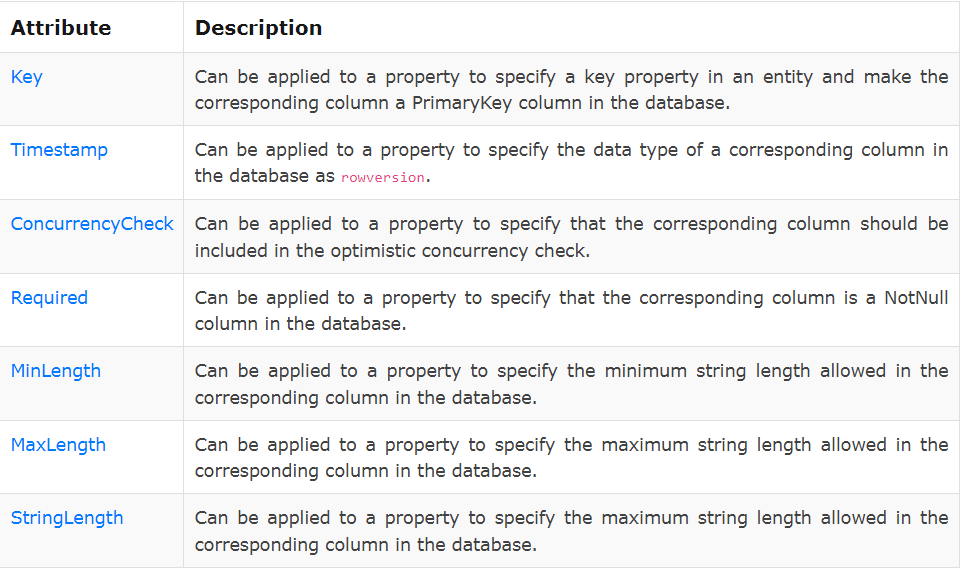 Attribute Description
Key Can be applied to a property to specify a key property in an entity and make the
corresponding column a PrimaryKey column in the database.
Timestamp Can be applied to a property to specify the data type of a corresponding column in
the database as rowversion.
ConcurrencyCheck Can be applied to a property to specify that the corresponding column should be
included in the optimistic concurrency check.
Required Can be applied to a property to specify that the corresponding column is a NotNull
column in the database.
MinLength Can be applied to a property to specify the minimum string length allowed in the
corresponding column in the database.
MaxLength Can be applied to a property to specify the maximum string length allowed in the
corresponding column in the database.
StringLength Can be applied to a property to specify the maximum string length allowed in the
corresponding column in the database.